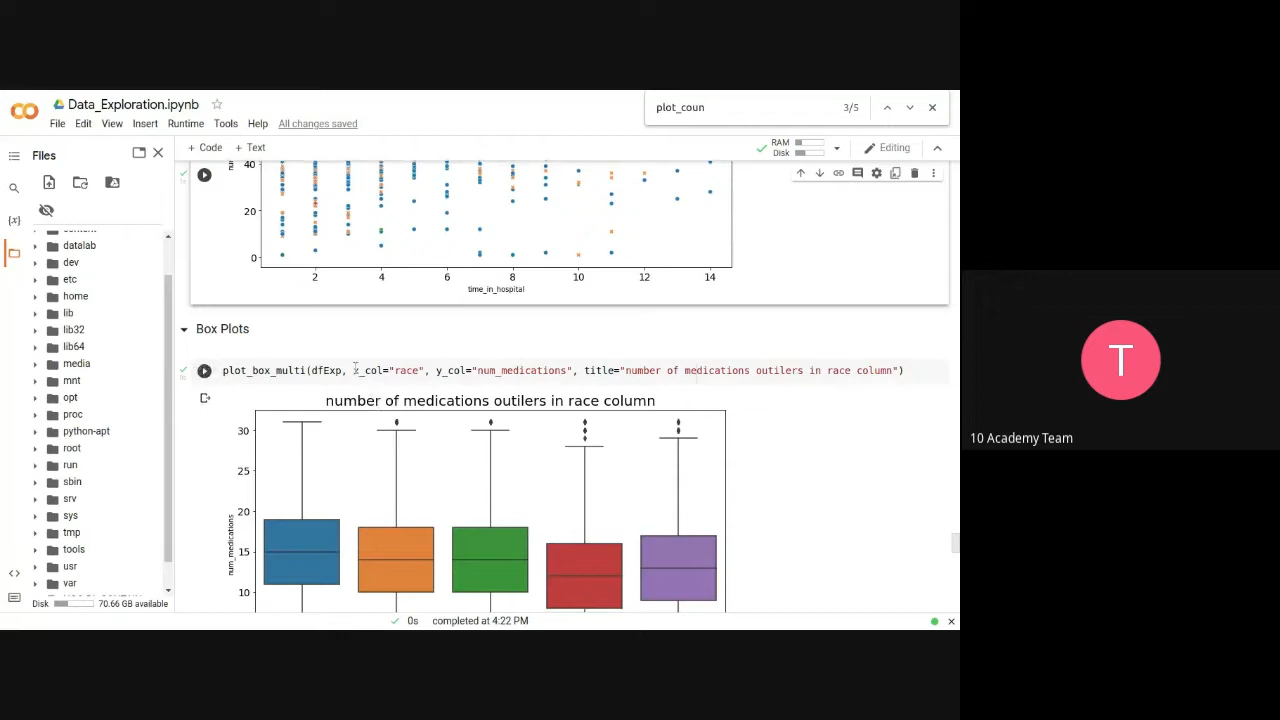 Data_Exploration.ipynb
File Edit View Insert Runtime Tools Help All changes saved
plot_coun 3/5
Files
+ Code + Text
RAM
Disk
Editing
{x}
datalab
dev
etc
home
lib
lib32
lib64
media
mnt
opt
proc
python-apt
root
run
sbin
srv
sys
tmp
tools
usr
var
Disk 70.66 GB available
40
20
0
2 4 6 8 10 12 14
time_in_hospital
Box Plots
plot_box_multi(dfExp, x_col="race", y_col="num_medications", title="number of medications outilers in race column")
number of medications outilers in race column
30
25
20
15
10
num_medications
0s completed at 4:22 PM
T
10 Academy Team